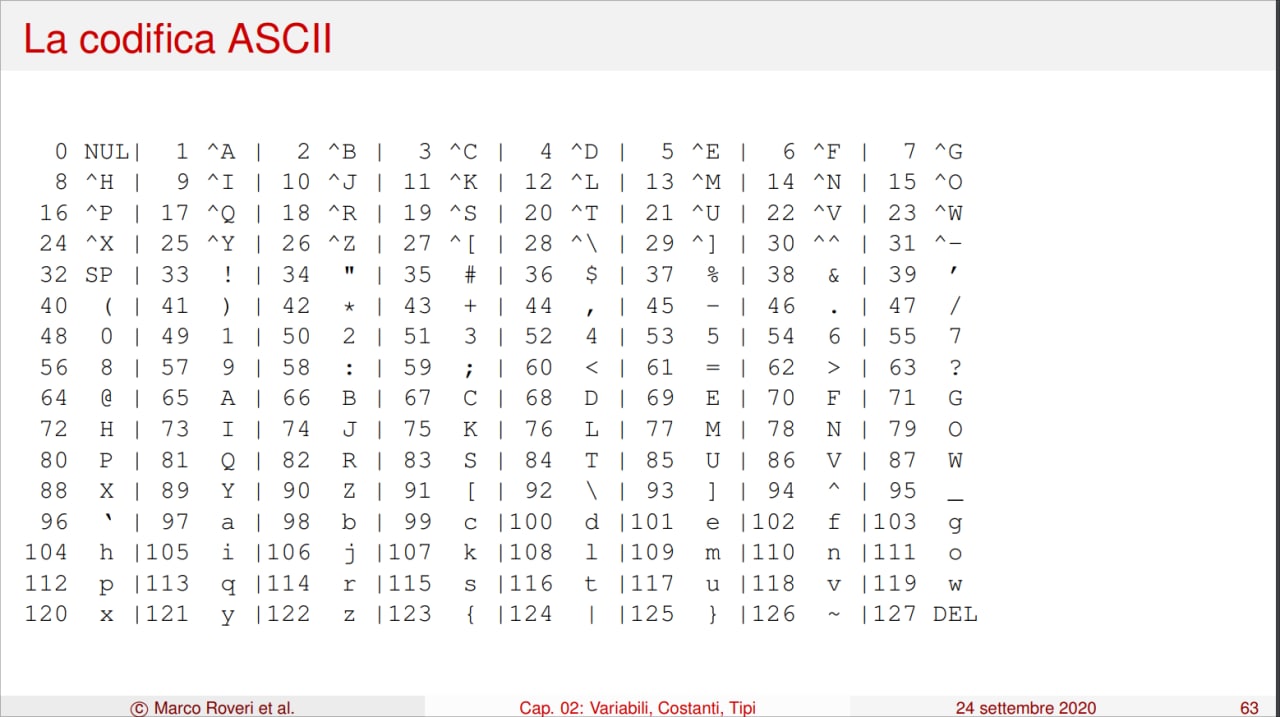 La codifica ASCII
0 NUL| 1 ^A | 2 ^B | 3 ^C | 4 ^D | 5 ^E | 6 ^F | 7 ^G
8 ^H | 9 ^I | 10 ^J | 11 ^K | 12 ^L | 13 ^M | 14 ^N | 15 ^O
16 ^P | 17 ^Q | 18 ^R | 19 ^S | 20 ^T | 21 ^U | 22 ^V | 23 ^W
24 ^X | 25 ^Y | 26 ^Z | 27 ^[ | 28 ^\ | 29 ^] | 30 ^^ | 31 ^-
32 SP | 33 ! | 34 " | 35 # | 36 $ | 37 % | 38 & | 39 ’
40 ( | 41 ) | 42 * | 43 + | 44 , | 45 - | 46 . | 47 /
48 0 | 49 1 | 50 2 | 51 3 | 52 4 | 53 5 | 54 6 | 55 7
56 8 | 57 9 | 58 : | 59 ; | 60 < | 61 = | 62 > | 63 ?
64 @ | 65 A | 66 B | 67 C | 68 D | 69 E | 70 F | 71 G
72 H | 73 I | 74 J | 75 K | 76 L | 77 M | 78 N | 79 O
80 P | 81 Q | 82 R | 83 S | 84 T | 85 U | 86 V | 87 W
88 X | 89 Y | 90 Z | 91 [ | 92 \ | 93 ] | 94 ^ | 95 _
96 ‘ | 97 a | 98 b | 99 c |100 d |101 e |102 f |103 g
104 h |105 i |106 j |107 k |108 l |109 m |110 n |111 o
112 p |113 q |114 r |115 s |116 t |117 u |118 v |119 w
120 x |121 y |122 z |123 { |124 | |125 } |126 ~ |127 DEL
© Marco Roveri et al. Cap. 02: Variabili, Costanti, Tipi 24 settembre 2020 63